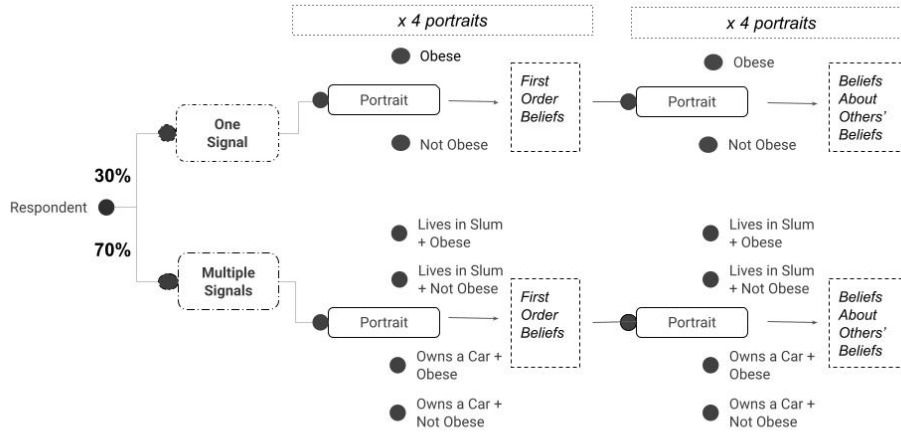 x 4 portraits
x 4 portraits
Obese
Obese
Portrait
First
Order
Beliefs
Portrait
Beliefs
About
Others'
Beliefs
One
Signal
Not Obese
Not Obese
30%
Respondent
70%
Multiple
Signals
Lives in Slum
+ Obese
Lives in Slum
+ Not Obese
Lives in Slum
+ Obese
Lives in Slum
+ Not Obese
Portrait
First
Order
Beliefs
Portrait
Beliefs
About
Others'
Beliefs
Owns a Car +
Obese
Owns a Car +
Not Obese
Owns a Car +
Obese
Owns a Car +
Not Obese